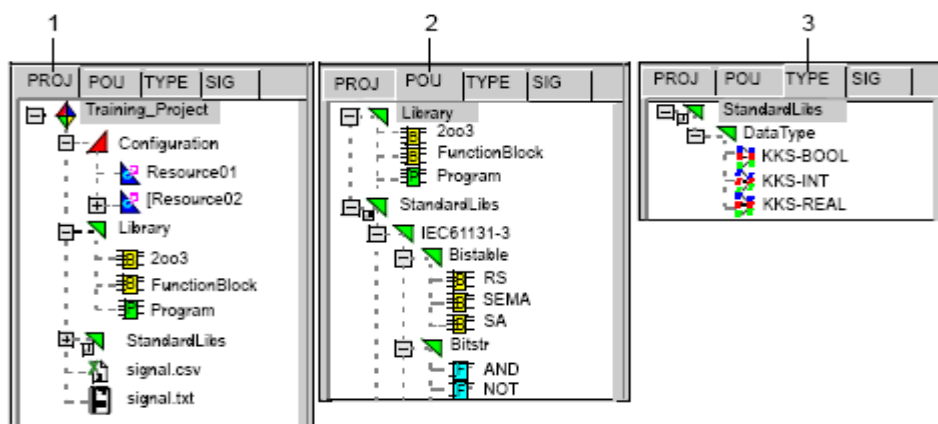 1
PROJ POU TYPE SIG
Training_Project
Configuration
Resource01
[Resource02
Library
2oo3
FunctionBlock
Program
StandardLibs
signal.csv
signal.txt
2
PROJ POU TYPE SIG
Library
2oo3
FunctionBlock
Program
StandardLibs
IEC61131-3
Bistable
RS
SEMA
SA
Bitstr
AND
NOT
3
PROJ POU TYPE SIG
StandardLibs
DataType
KKS-BOOL
KKS-INT
KKS-REAL